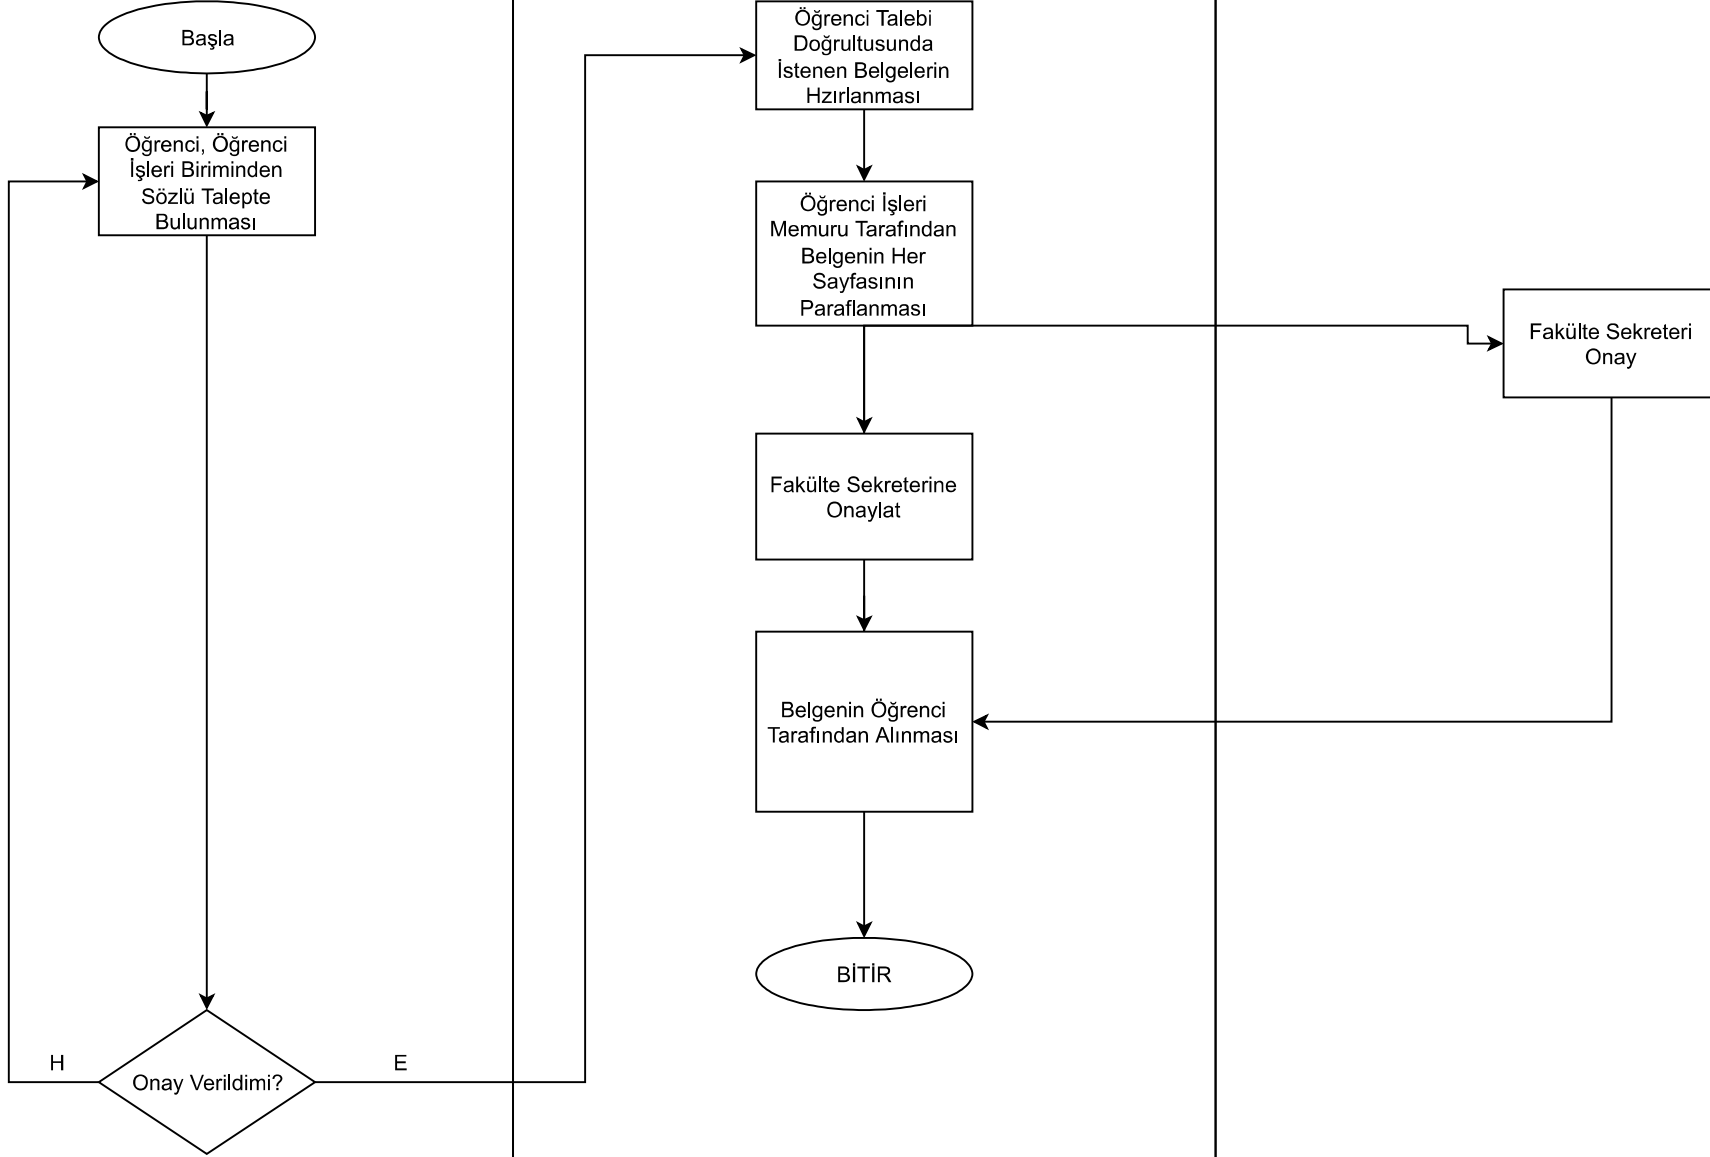 Başla
Öğrenci, Öğrenci
İşleri Biriminden
Sözlü Talepte
Bulunması
Onay Verildimi?
H
E
Öğrenci Talebi
Doğrultusunda
İstenen Belgelerin
Hzırlanması
Öğrenci İşleri
Memuru Tarafından
Belgenin Her
Sayfasının
Paraflanması
Fakülte Sekreterine
Onaylat
Belgenin Öğrenci
Tarafından Alınması
BİTİR
Fakülte Sekreteri
Onay